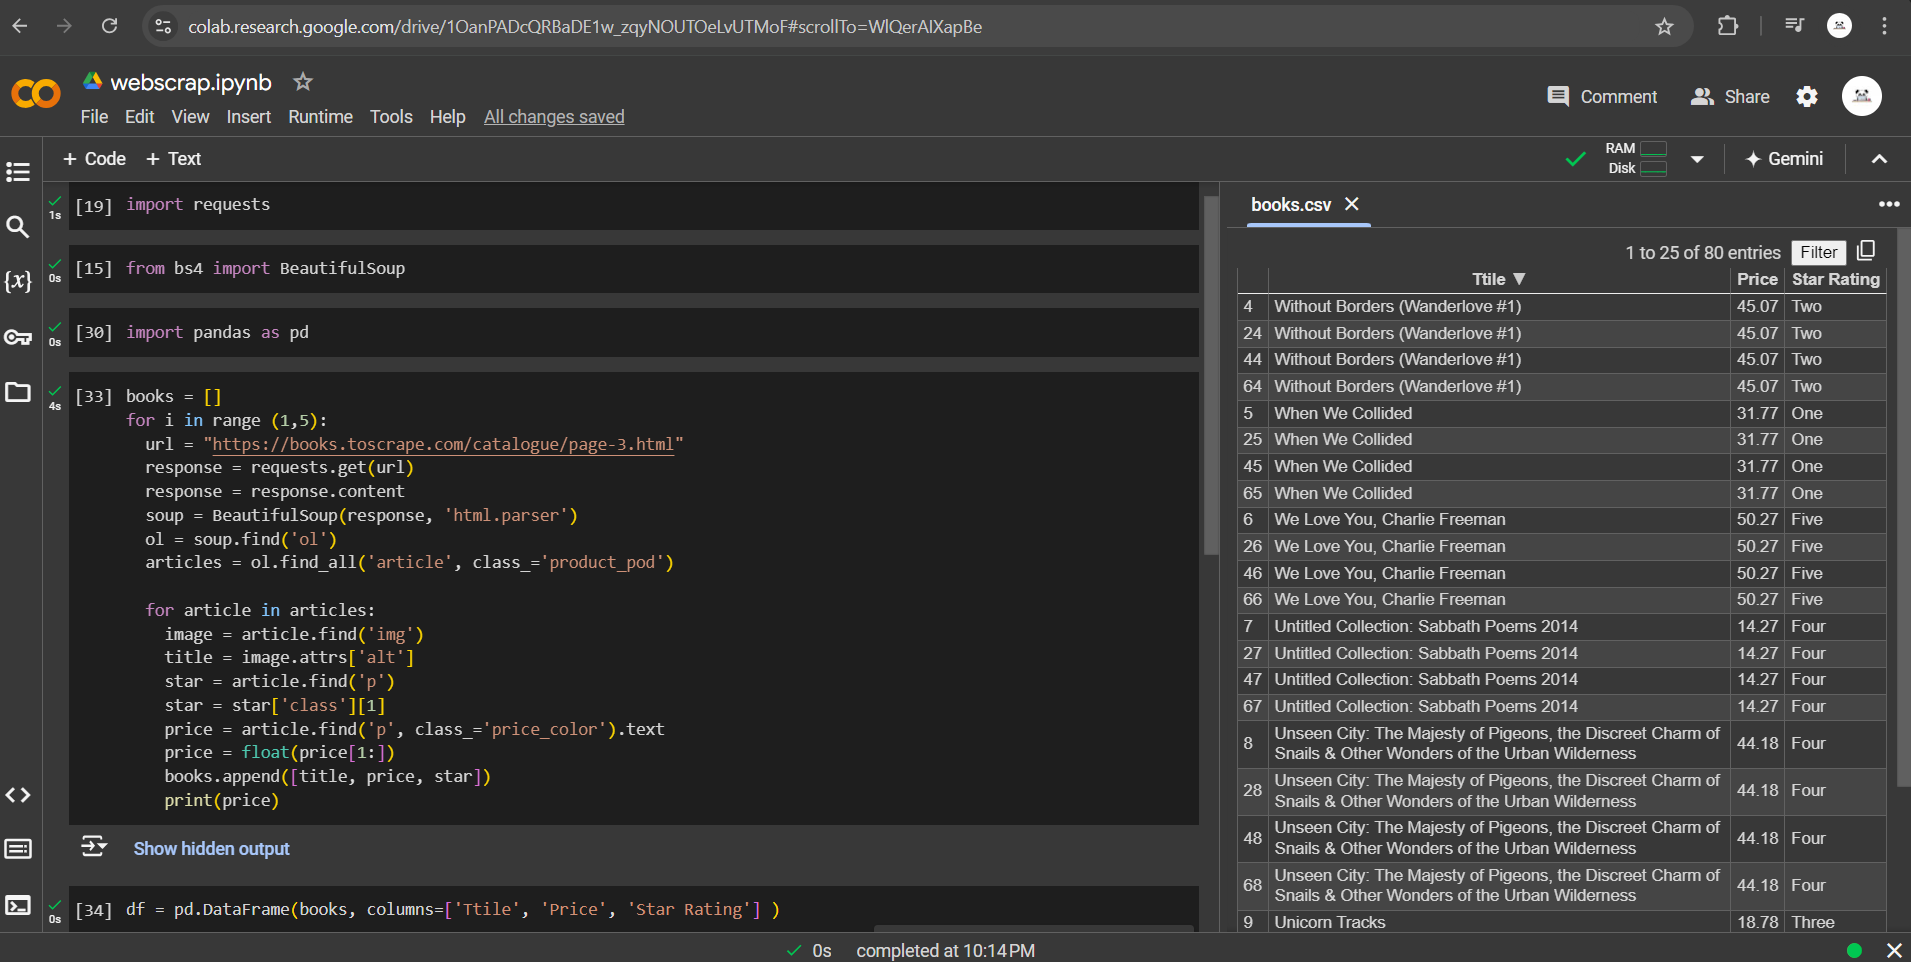 colab.research.google.com/drive/1OanPADcQRBaDE1w_zqyNOUTOeLvUTMoF#scrollTo=WlQerAIXapBe
webscrap.ipynb
Comment
Share
File Edit View Insert Runtime Tools Help All changes saved
+ Code + Text
RAM
Disk
Gemini
1s
[19] import requests
0s
[15] from bs4 import BeautifulSoup
0s
[30] import pandas as pd
4s
[33] books = []
for i in range (1,5):
  url = "https://books.toscrape.com/catalogue/page-3.html"
  response = requests.get(url)
  response = response.content
  soup = BeautifulSoup(response, 'html.parser')
  ol = soup.find('ol')
  articles = ol.find_all('article', class_='product_pod')
  for article in articles:
    image = article.find('img')
    title = image.attrs['alt']
    star = article.find('p')
    star = star['class'][1]
    price = article.find('p', class_='price_color').text
    price = float(price[1:])
    books.append([title, price, star])
    print(price)
Show hidden output
0s
[34] df = pd.DataFrame(books, columns=['Ttile', 'Price', 'Star Rating'] )
{x}
books.csv
1 to 25 of 80 entries Filter
Ttile ▼ Price Star Rating
4 Without Borders (Wanderlove #1) 45.07 Two
24 Without Borders (Wanderlove #1) 45.07 Two
44 Without Borders (Wanderlove #1) 45.07 Two
64 Without Borders (Wanderlove #1) 45.07 Two
5 When We Collided 31.77 One
25 When We Collided 31.77 One
45 When We Collided 31.77 One
65 When We Collided 31.77 One
6 We Love You, Charlie Freeman 50.27 Five
26 We Love You, Charlie Freeman 50.27 Five
46 We Love You, Charlie Freeman 50.27 Five
66 We Love You, Charlie Freeman 50.27 Five
7 Untitled Collection: Sabbath Poems 2014 14.27 Four
27 Untitled Collection: Sabbath Poems 2014 14.27 Four
47 Untitled Collection: Sabbath Poems 2014 14.27 Four
67 Untitled Collection: Sabbath Poems 2014 14.27 Four
8 Unseen City: The Majesty of Pigeons, the Discreet Charm of
Snails & Other Wonders of the Urban Wilderness 44.18 Four
28 Unseen City: The Majesty of Pigeons, the Discreet Charm of
Snails & Other Wonders of the Urban Wilderness 44.18 Four
48 Unseen City: The Majesty of Pigeons, the Discreet Charm of
Snails & Other Wonders of the Urban Wilderness 44.18 Four
68 Unseen City: The Majesty of Pigeons, the Discreet Charm of
Snails & Other Wonders of the Urban Wilderness 44.18 Four
9 Unicorn Tracks 18.78 Three
0s completed at 10:14 PM